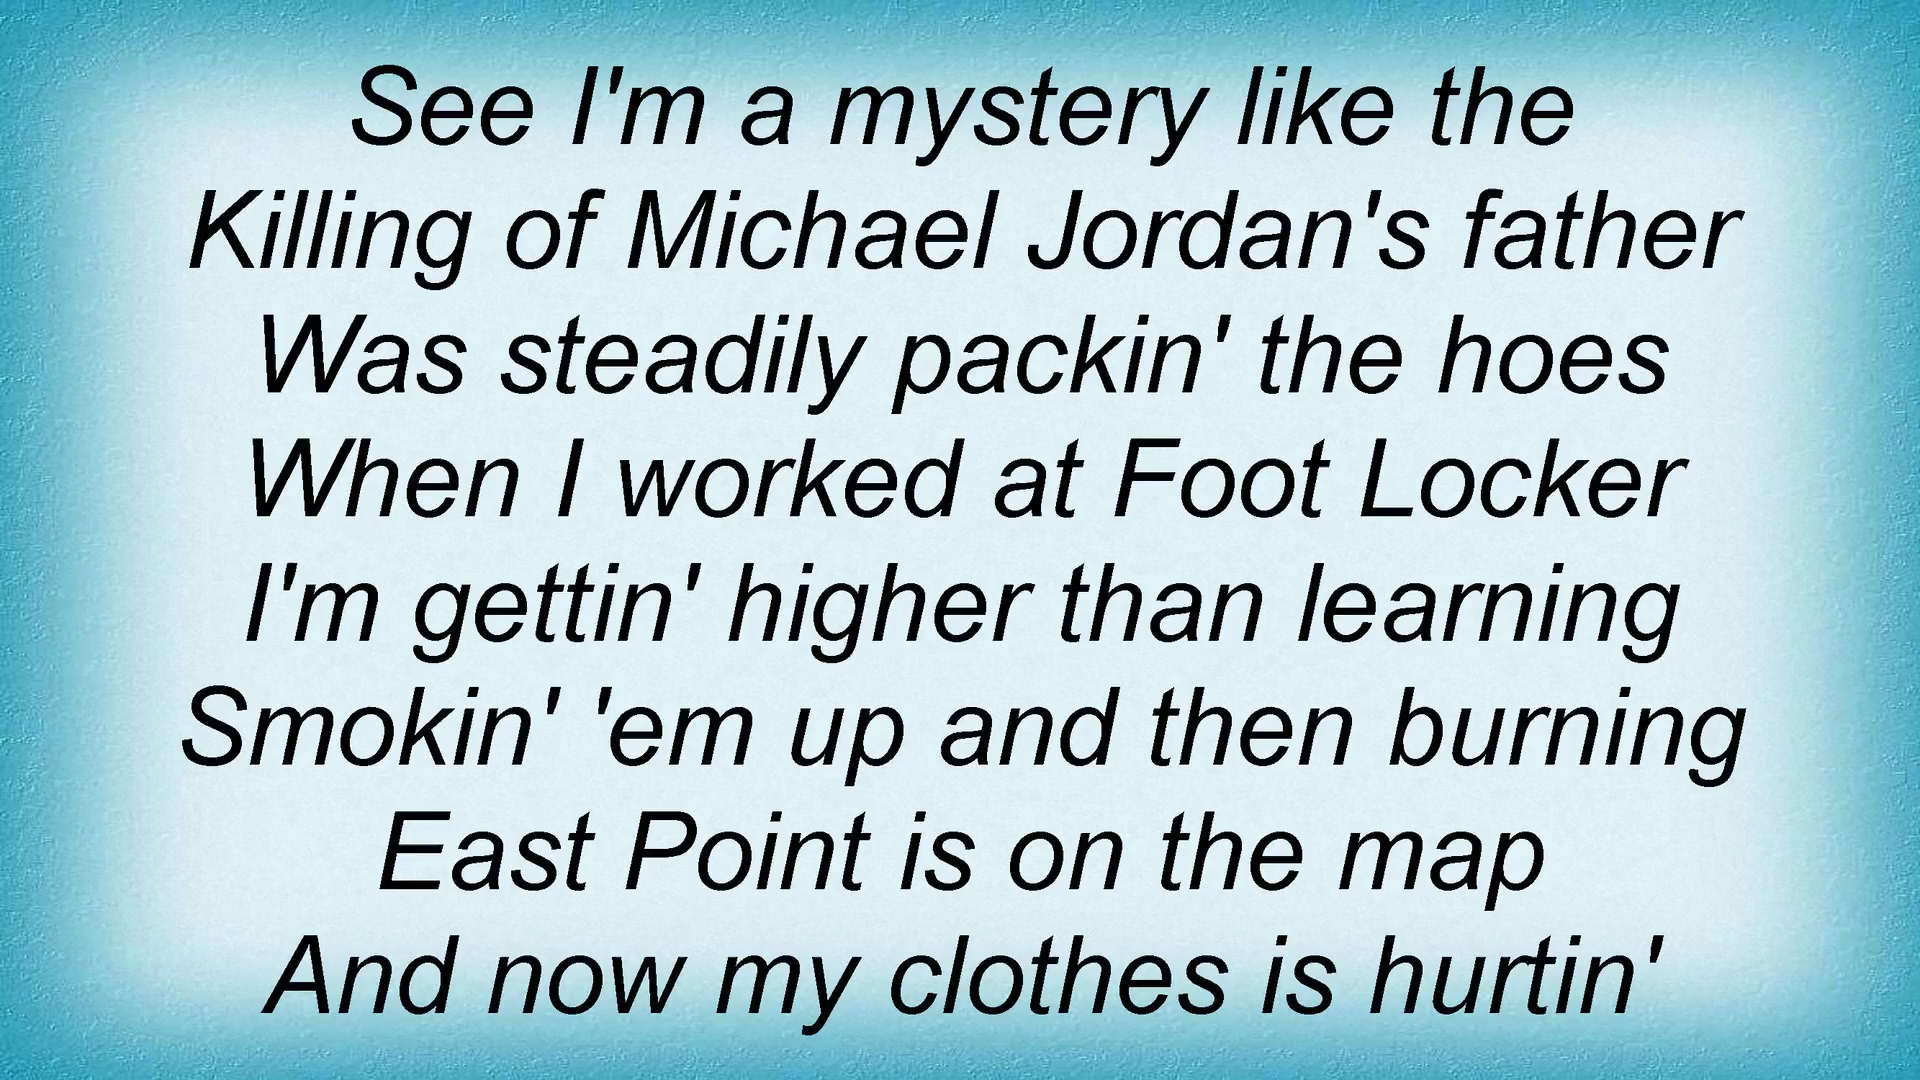 See I'm a mystery like the
Killing of Michael Jordan's father
Was steadily packin' the hoes
When I worked at Foot Locker
I'm gettin' higher than learning
Smokin' 'em up and then burning
East Point is on the map
And now my clothes is hurtin'